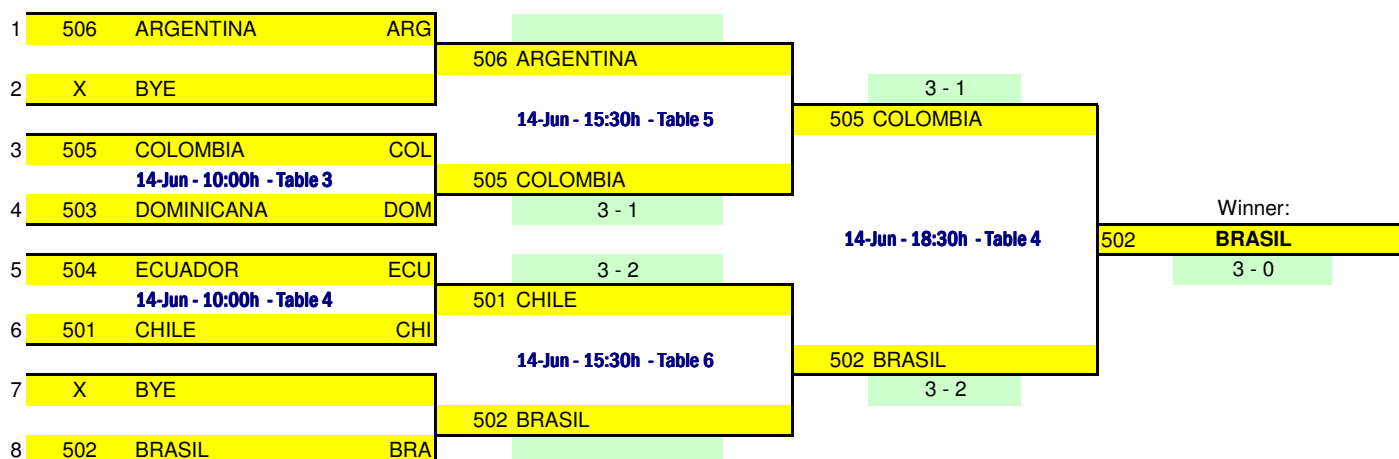 1 506 ARGENTINA ARG
506 ARGENTINA
2 X BYE
3 - 1
14-Jun - 15:30h - Table 5
505 COLOMBIA
3 505 COLOMBIA COL
14-Jun - 10:00h - Table 3
505 COLOMBIA
4 503 DOMINICANA DOM
3 - 1
Winner:
14-Jun - 18:30h - Table 4
502 BRASIL
5 504 ECUADOR ECU
3 - 2
3 - 0
14-Jun - 10:00h - Table 4
501 CHILE
6 501 CHILE CHI
14-Jun - 15:30h - Table 6
502 BRASIL
7 X BYE
3 - 2
502 BRASIL
8 502 BRASIL BRA